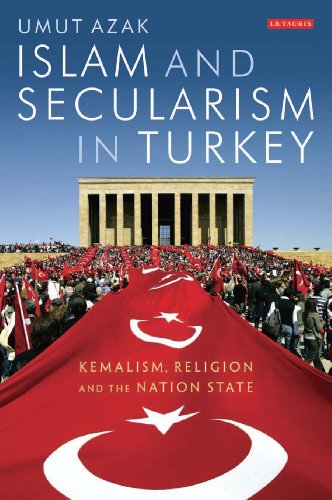 UMUT AZAK
I.B.TAURIS
ISLAM AND
SECULARISM
IN TURKEY
KEMALISM, RELIGION
AND THE NATION STATE